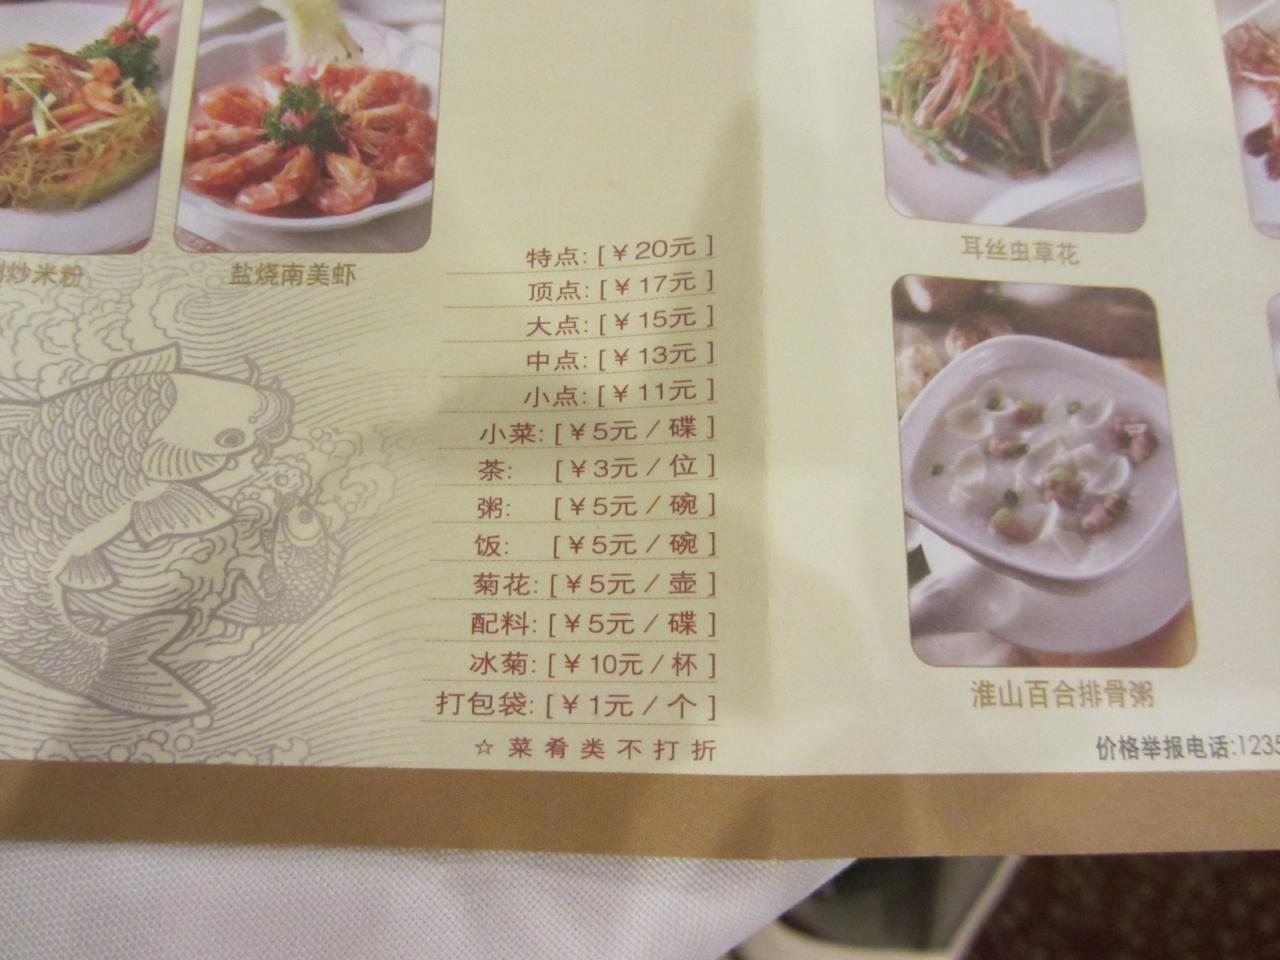 炒米粉
盐烧南美虾
特点: [ ¥ 20元 ]
顶点: [ ¥ 17元 ]
大点: [ ¥ 15元 ]
中点: [ ¥ 13元 ]
小点: [ ¥ 11元 ]
小菜: [ ¥ 5元 / 碟 ]
茶: [ ¥ 3元 / 位 ]
粥: [ ¥ 5元 / 碗 ]
饭: [ ¥ 5元 / 碗 ]
菊花: [ ¥ 5元 / 壶 ]
配料: [ ¥ 5元 / 碟 ]
冰菊: [ ¥ 10元 / 杯 ]
打包袋: [ ¥ 1元 / 个 ]
☆ 菜肴类不打折
耳丝虫草花
淮山百合排骨粥
价格举报电话:1235